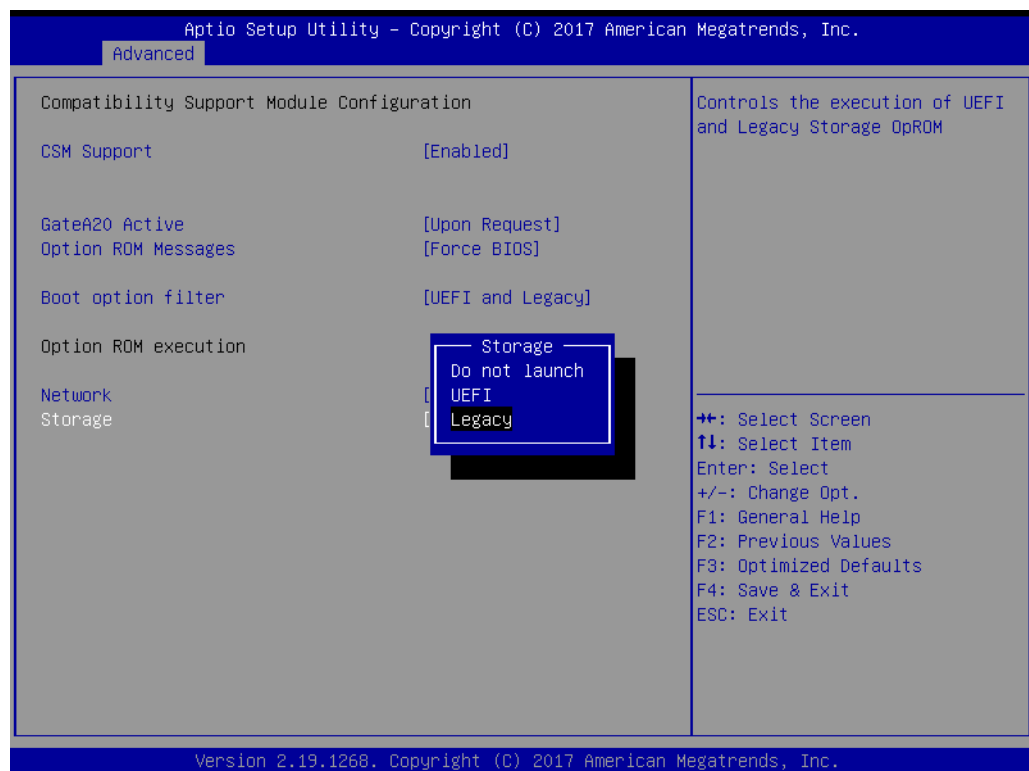 Aptio Setup Utility – Copyright (C) 2017 American Megatrends, Inc.
Advanced
Compatibility Support Module Configuration
CSM Support [Enabled]
GateA20 Active [Upon Request]
Option ROM Messages [Force BIOS]
Boot option filter [UEFI and Legacy]
Option ROM execution
Network [
Storage [
Storage
Do not launch
UEFI
Legacy
Controls the execution of UEFI
and Legacy Storage OpROM
→←: Select Screen
↑↓: Select Item
Enter: Select
+/-: Change Opt.
F1: General Help
F2: Previous Values
F3: Optimized Defaults
F4: Save & Exit
ESC: Exit
Version 2.19.1268. Copyright (C) 2017 American Megatrends, Inc.